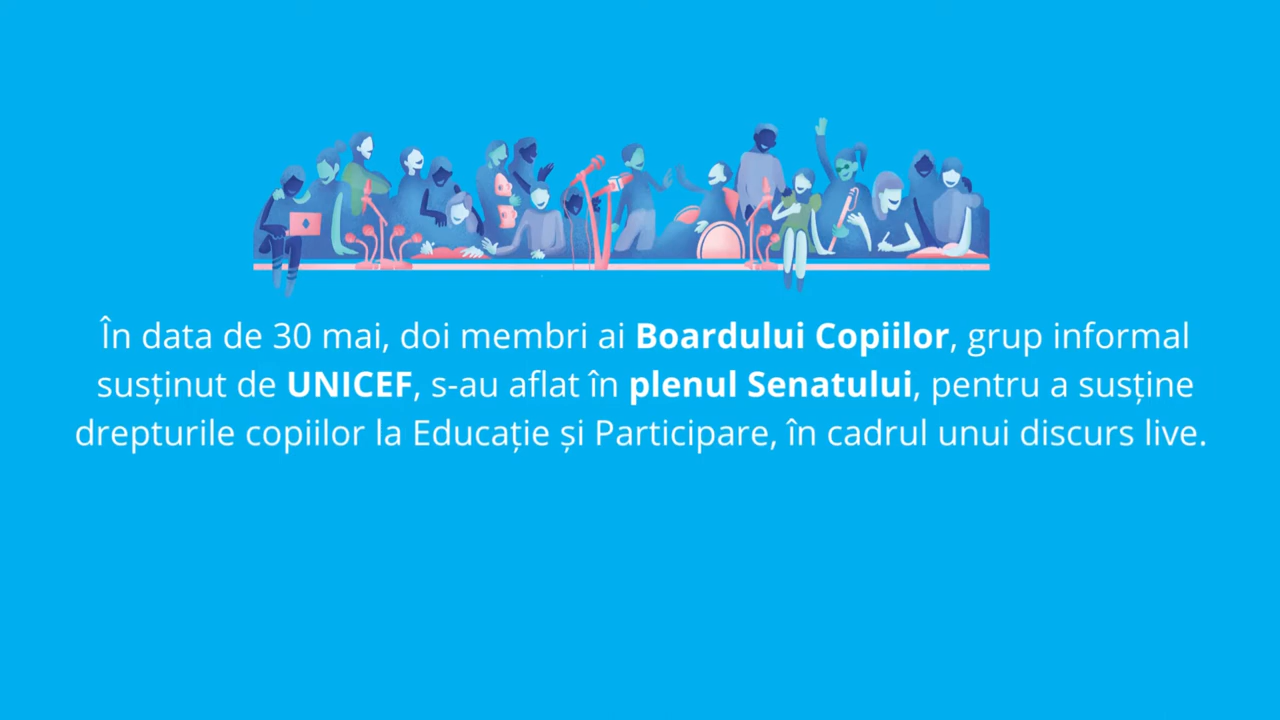 În data de 30 mai, doi membri ai Boardului Copiilor, grup informal
susținut de UNICEF, s-au aflat în plenul Senatului, pentru a susține
drepturile copiilor la Educație și Participare, în cadrul unui discurs live.